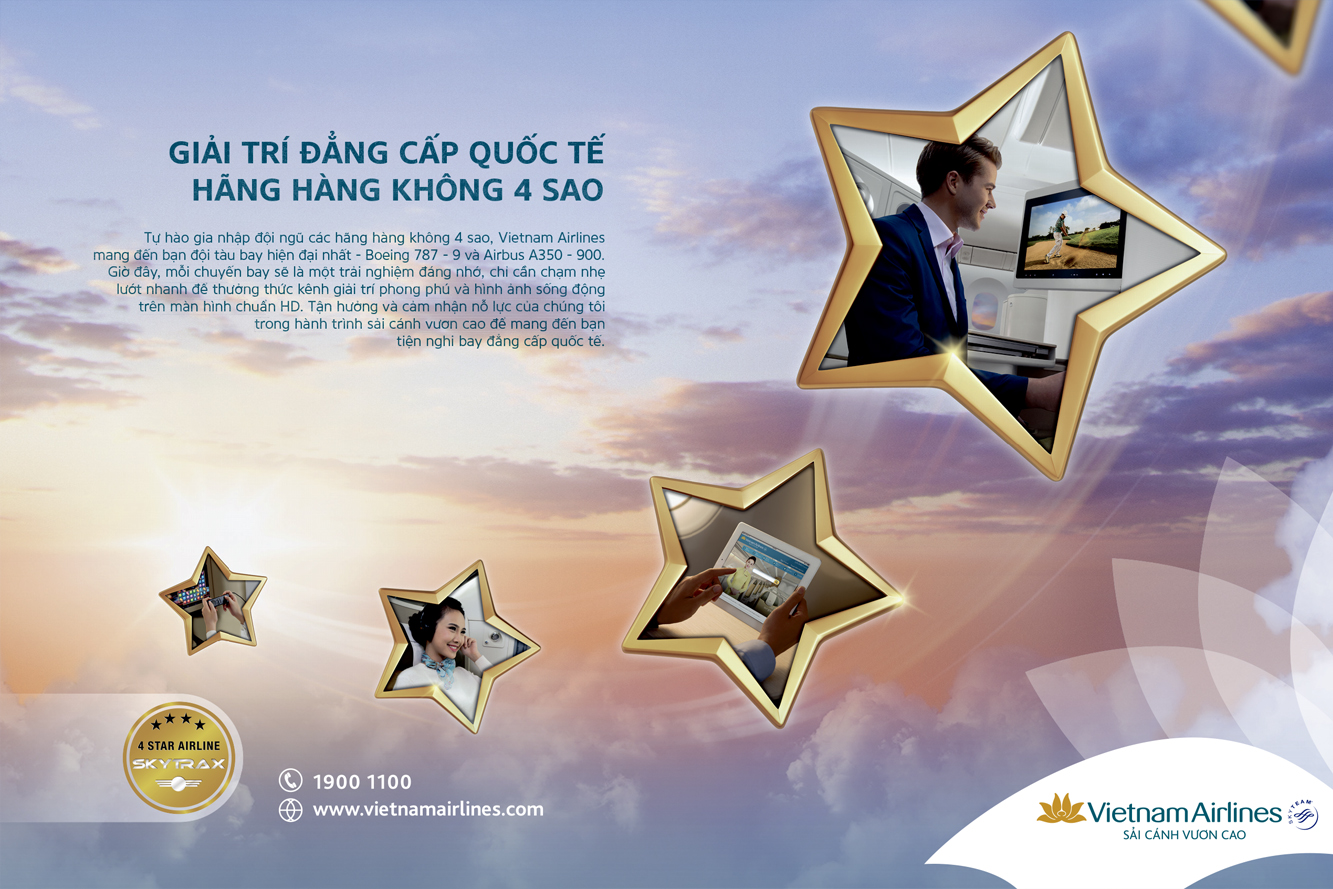 GIẢI TRÍ ĐẲNG CẤP QUỐC TẾ
HÃNG HÀNG KHÔNG 4 SAO
Tự hào gia nhập đội ngũ các hãng hàng không 4 sao, Vietnam Airlines
mang đến bạn đội tàu bay hiện đại nhất - Boeing 787 - 9 và Airbus A350 - 900.
Giờ đây, mỗi chuyến bay sẽ là một trải nghiệm đáng nhớ, chỉ cần chạm nhẹ
lướt nhanh để thưởng thức kênh giải trí phong phú và hình ảnh sống động
trên màn hình chuẩn HD. Tận hưởng và cảm nhận nỗ lực của chúng tôi
trong hành trình sải cánh vươn cao để mang đến bạn
tiện nghi bay đẳng cấp quốc tế.
4 STAR AIRLINE
SKYTRAX
1900 1100
www.vietnamairlines.com
Vietnam Airlines
SKYTEAM
SẢI CÁNH VƯƠN CAO